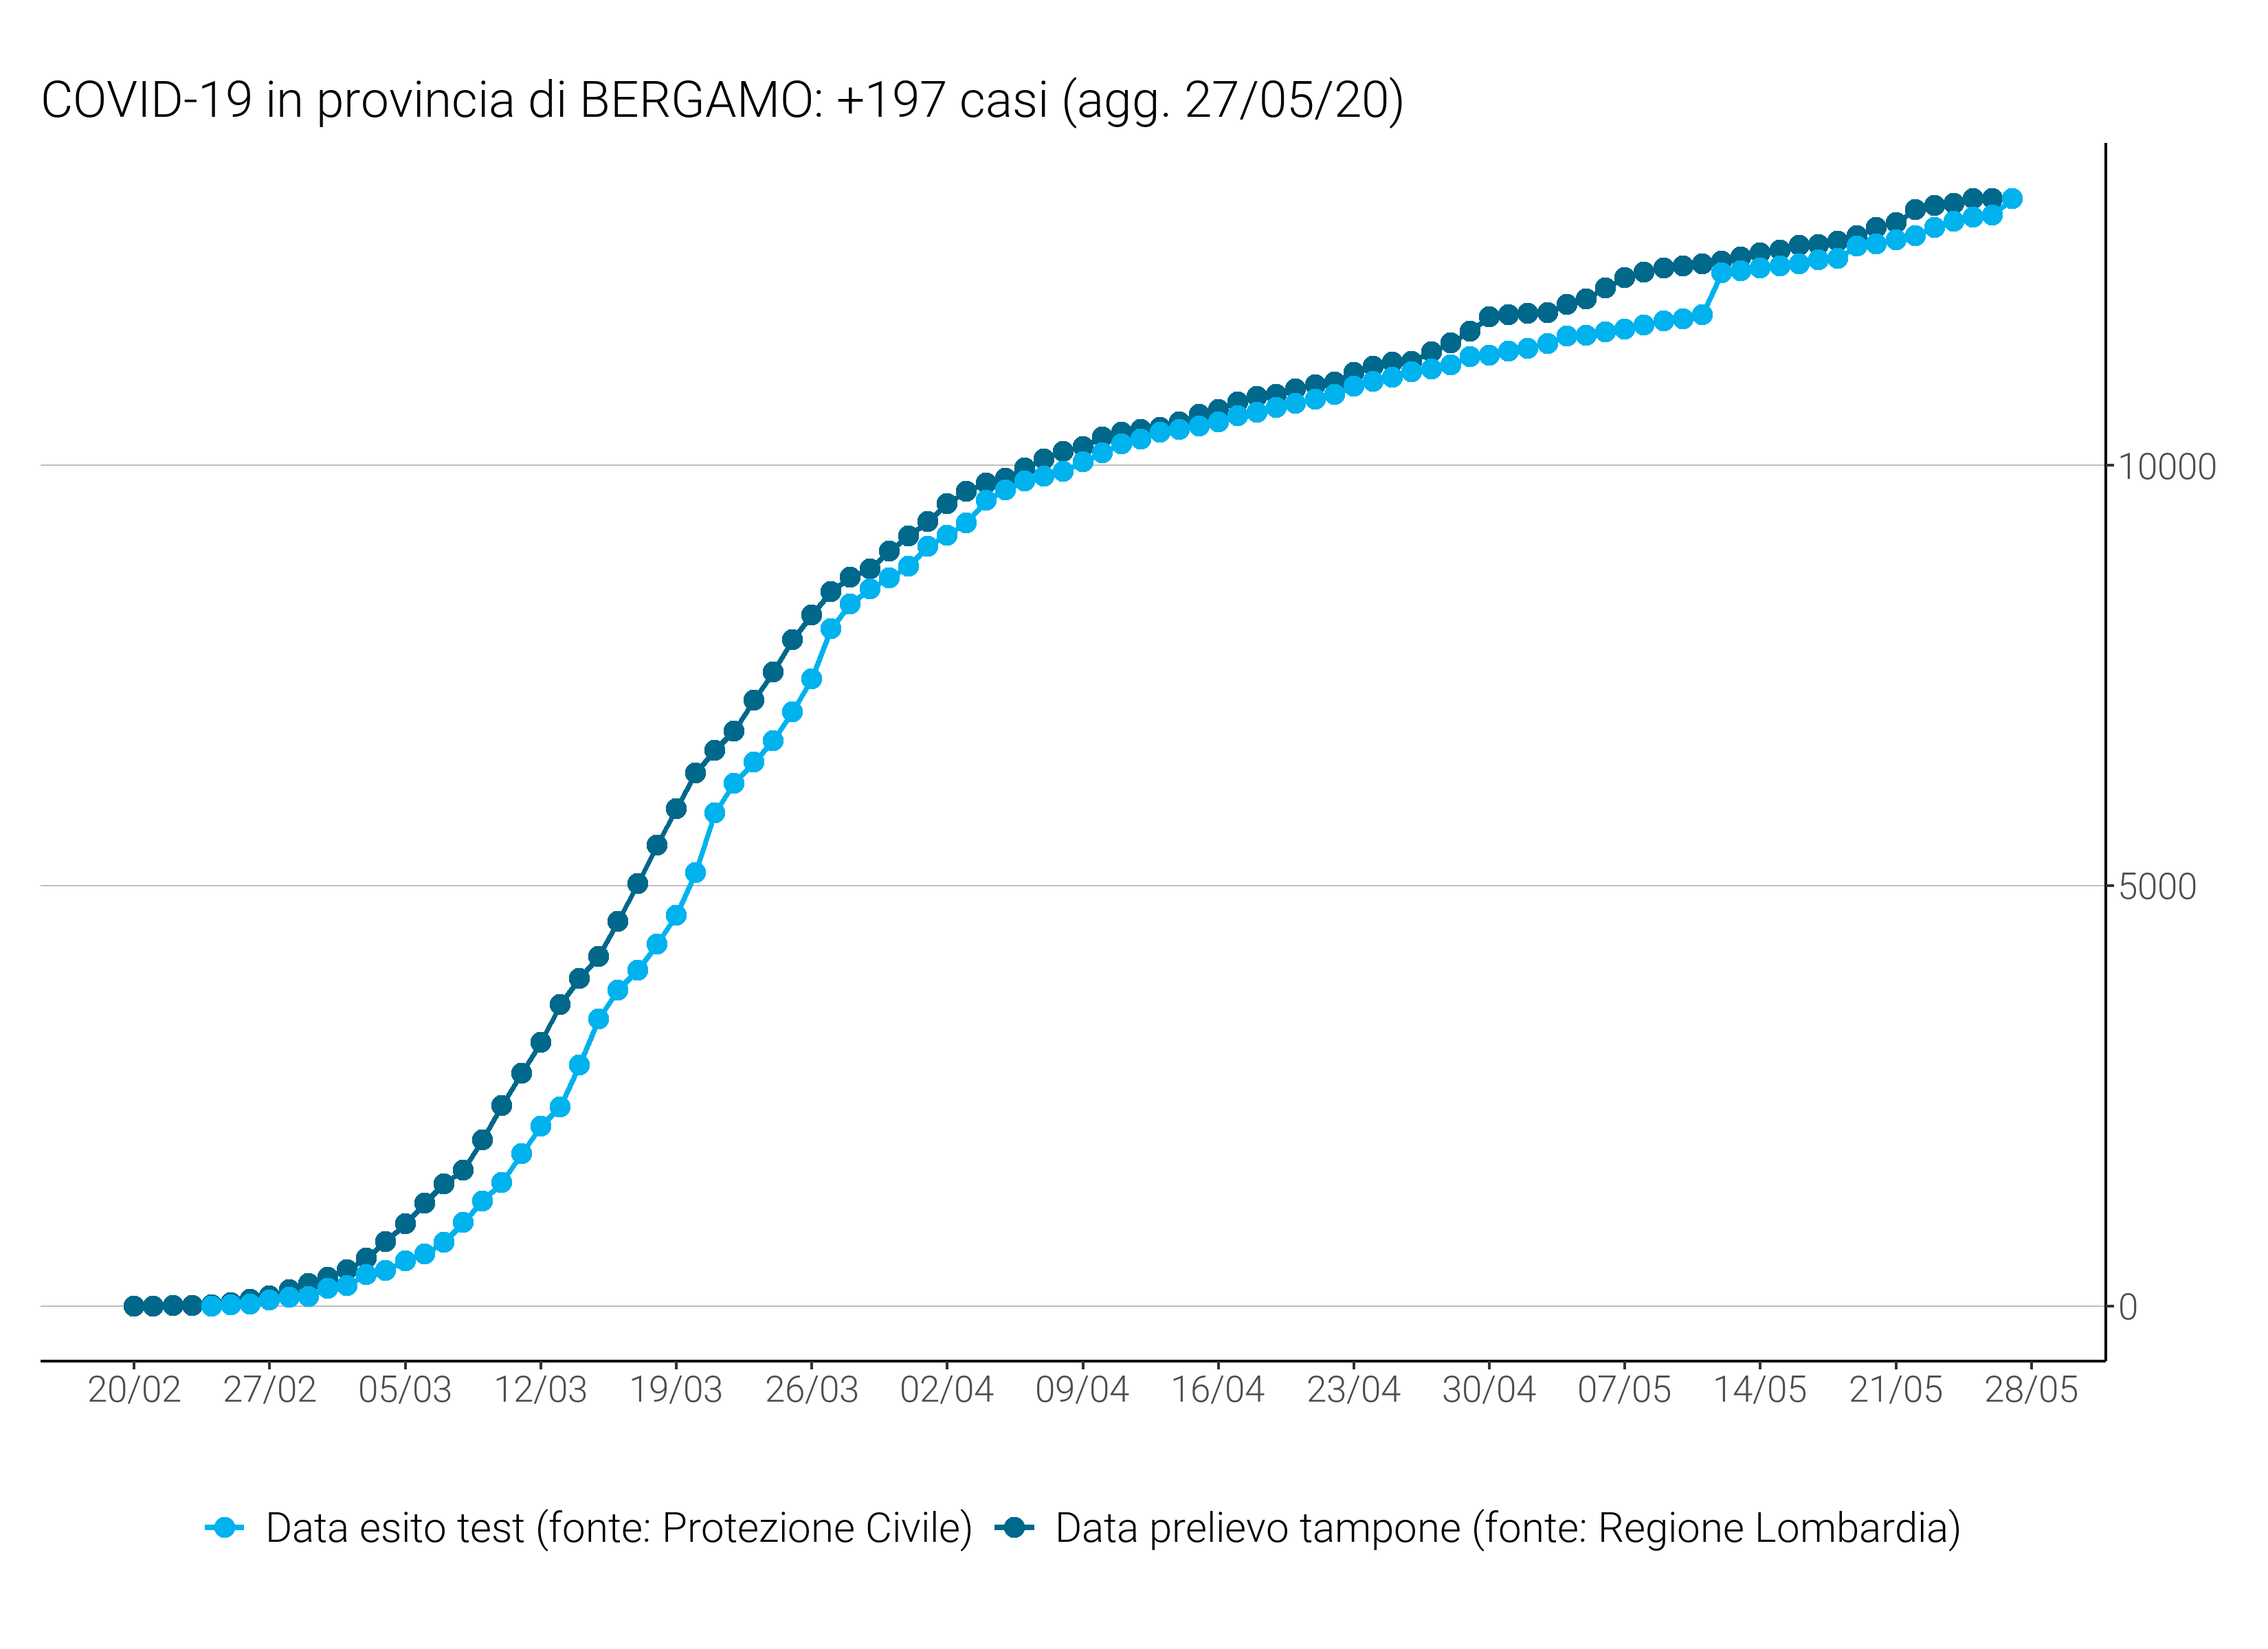 COVID-19 in provincia di BERGAMO: +197 casi (agg. 27/05/20)
10000
5000
0
20/02 27/02 05/03 12/03 19/03 26/03 02/04 09/04 16/04 23/04 30/04 07/05 14/05 21/05 28/05
Data esito test (fonte: Protezione Civile) Data prelievo tampone (fonte: Regione Lombardia)